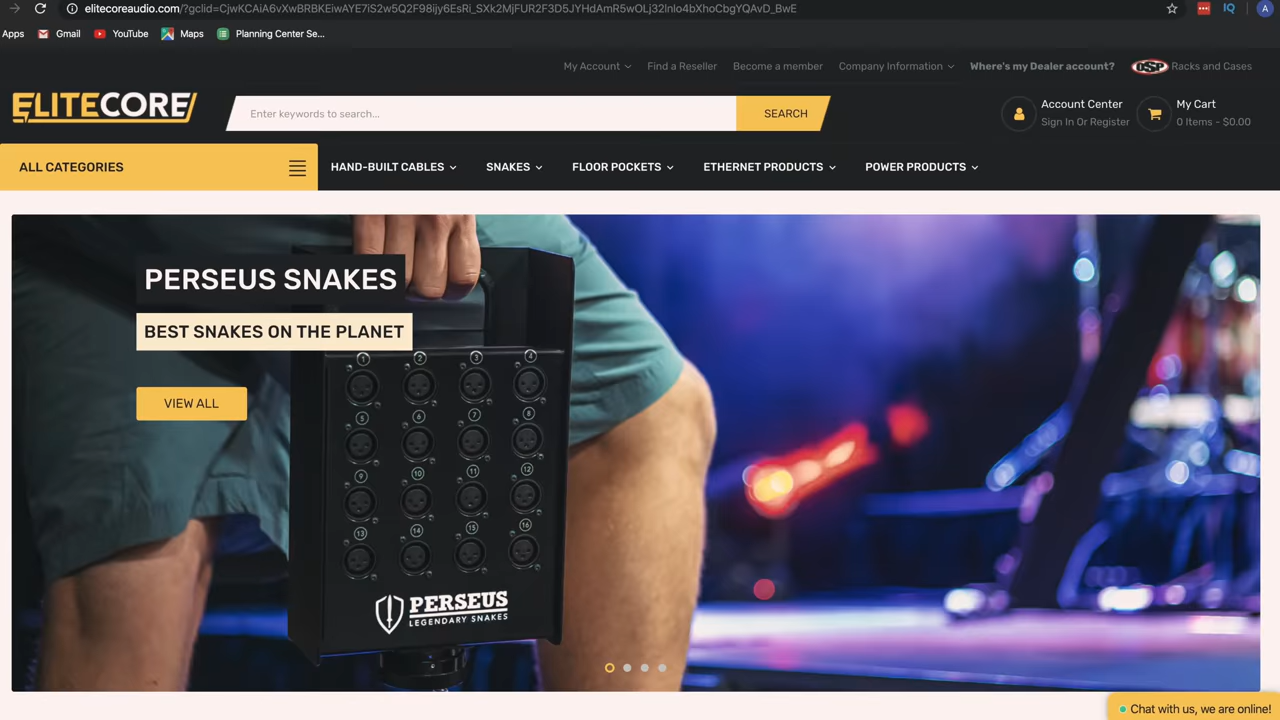 elitecoreaudio.com/?gclid=CjwKCAiA6vXwBRBKEiwAYE7iS2w5Q2F98ijy6EsRi_SXk2MjFUR2F3D5JYHdAmR5wOLj32lnlo4bXhoCbgYQAvD_BwE
IQ
A
Apps
Gmail
YouTube
Maps
Planning Center Se...
My Account
Find a Reseller
Become a member
Company Information
Where's my Dealer account?
OSP
Racks and Cases
ELITECORE
Enter keywords to search...
SEARCH
Account Center
Sign In Or Register
My Cart
0 Items - $0.00
ALL CATEGORIES
HAND-BUILT CABLES
SNAKES
FLOOR POCKETS
ETHERNET PRODUCTS
POWER PRODUCTS
PERSEUS SNAKES
BEST SNAKES ON THE PLANET
VIEW ALL
1 2 3 4
5 6 7 8
9 10 11 12
13 14 15 16
PERSEUS
LEGENDARY SNAKES
Chat with us, we are online!